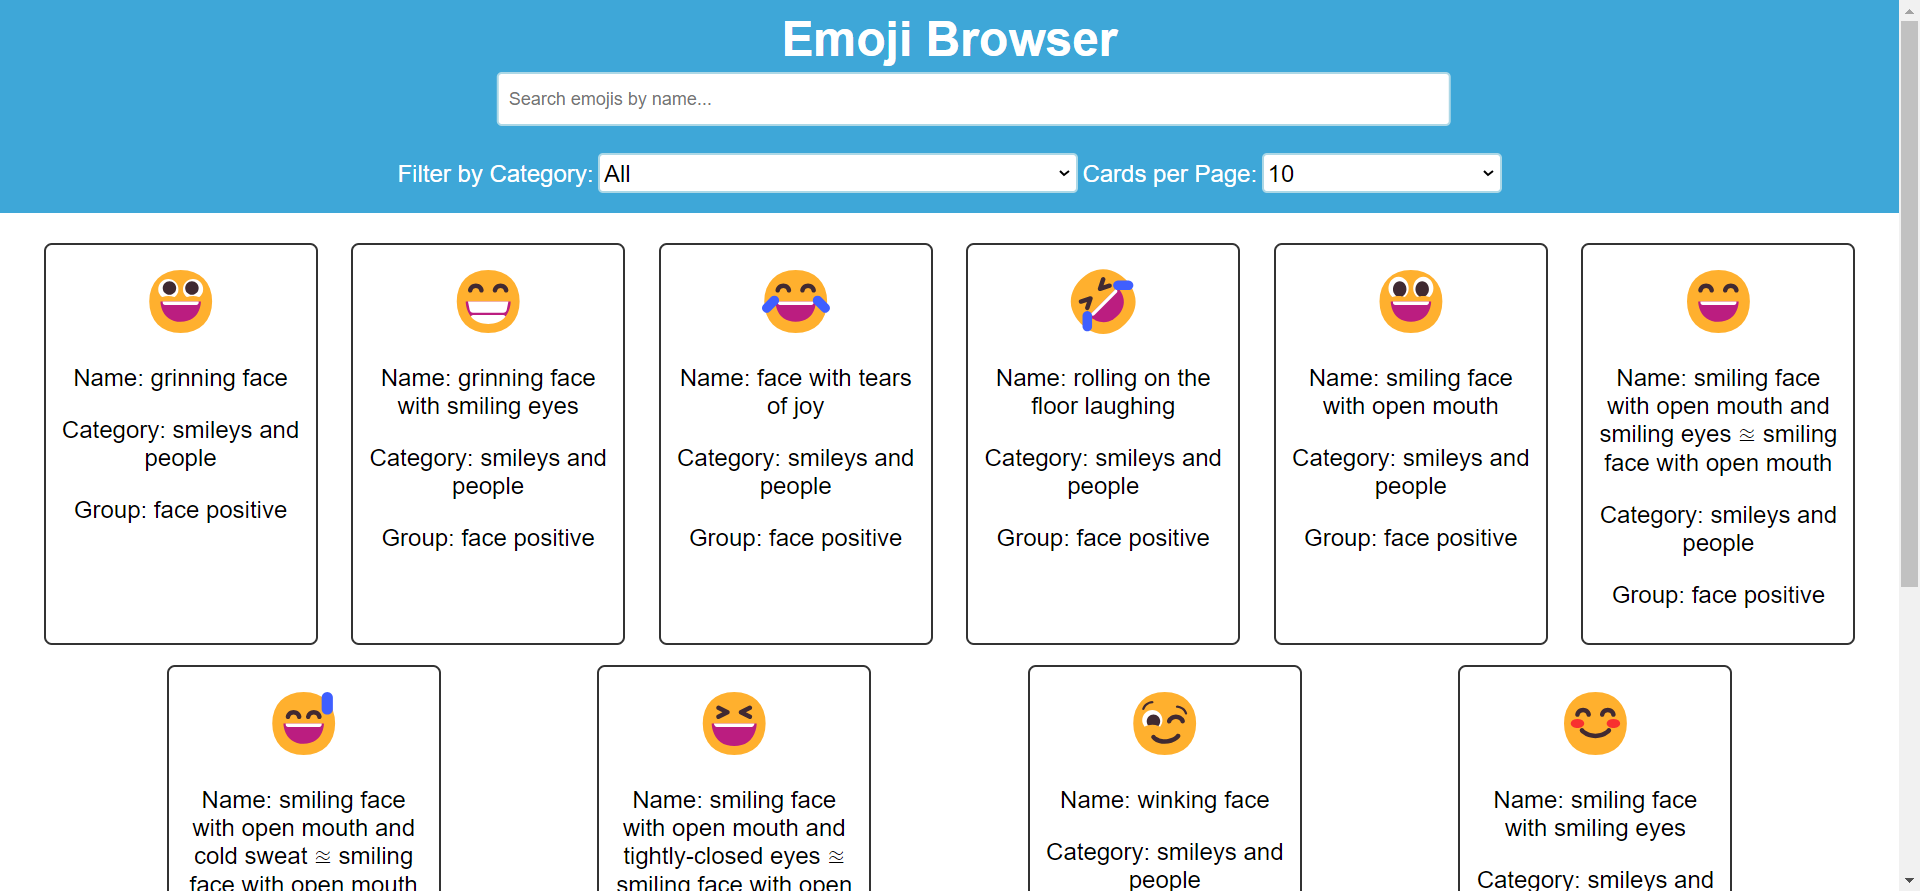 Emoji Browser
Search emojis by name...
Filter by Category: All Cards per Page: 10
Name: grinning face
Category: smileys and
people
Group: face positive
Name: grinning face
with smiling eyes
Category: smileys and
people
Group: face positive
Name: face with tears
of joy
Category: smileys and
people
Group: face positive
Name: rolling on the
floor laughing
Category: smileys and
people
Group: face positive
Name: smiling face
with open mouth
Category: smileys and
people
Group: face positive
Name: smiling face
with open mouth and
smiling eyes ≊ smiling
face with open mouth
Category: smileys and
people
Group: face positive
Name: smiling face
with open mouth and
cold sweat ≊ smiling
face with open mouth
Name: smiling face
with open mouth and
tightly-closed eyes ≊
smiling face with open
Name: winking face
Category: smileys and
people
Name: smiling face
with smiling eyes
Category: smileys and